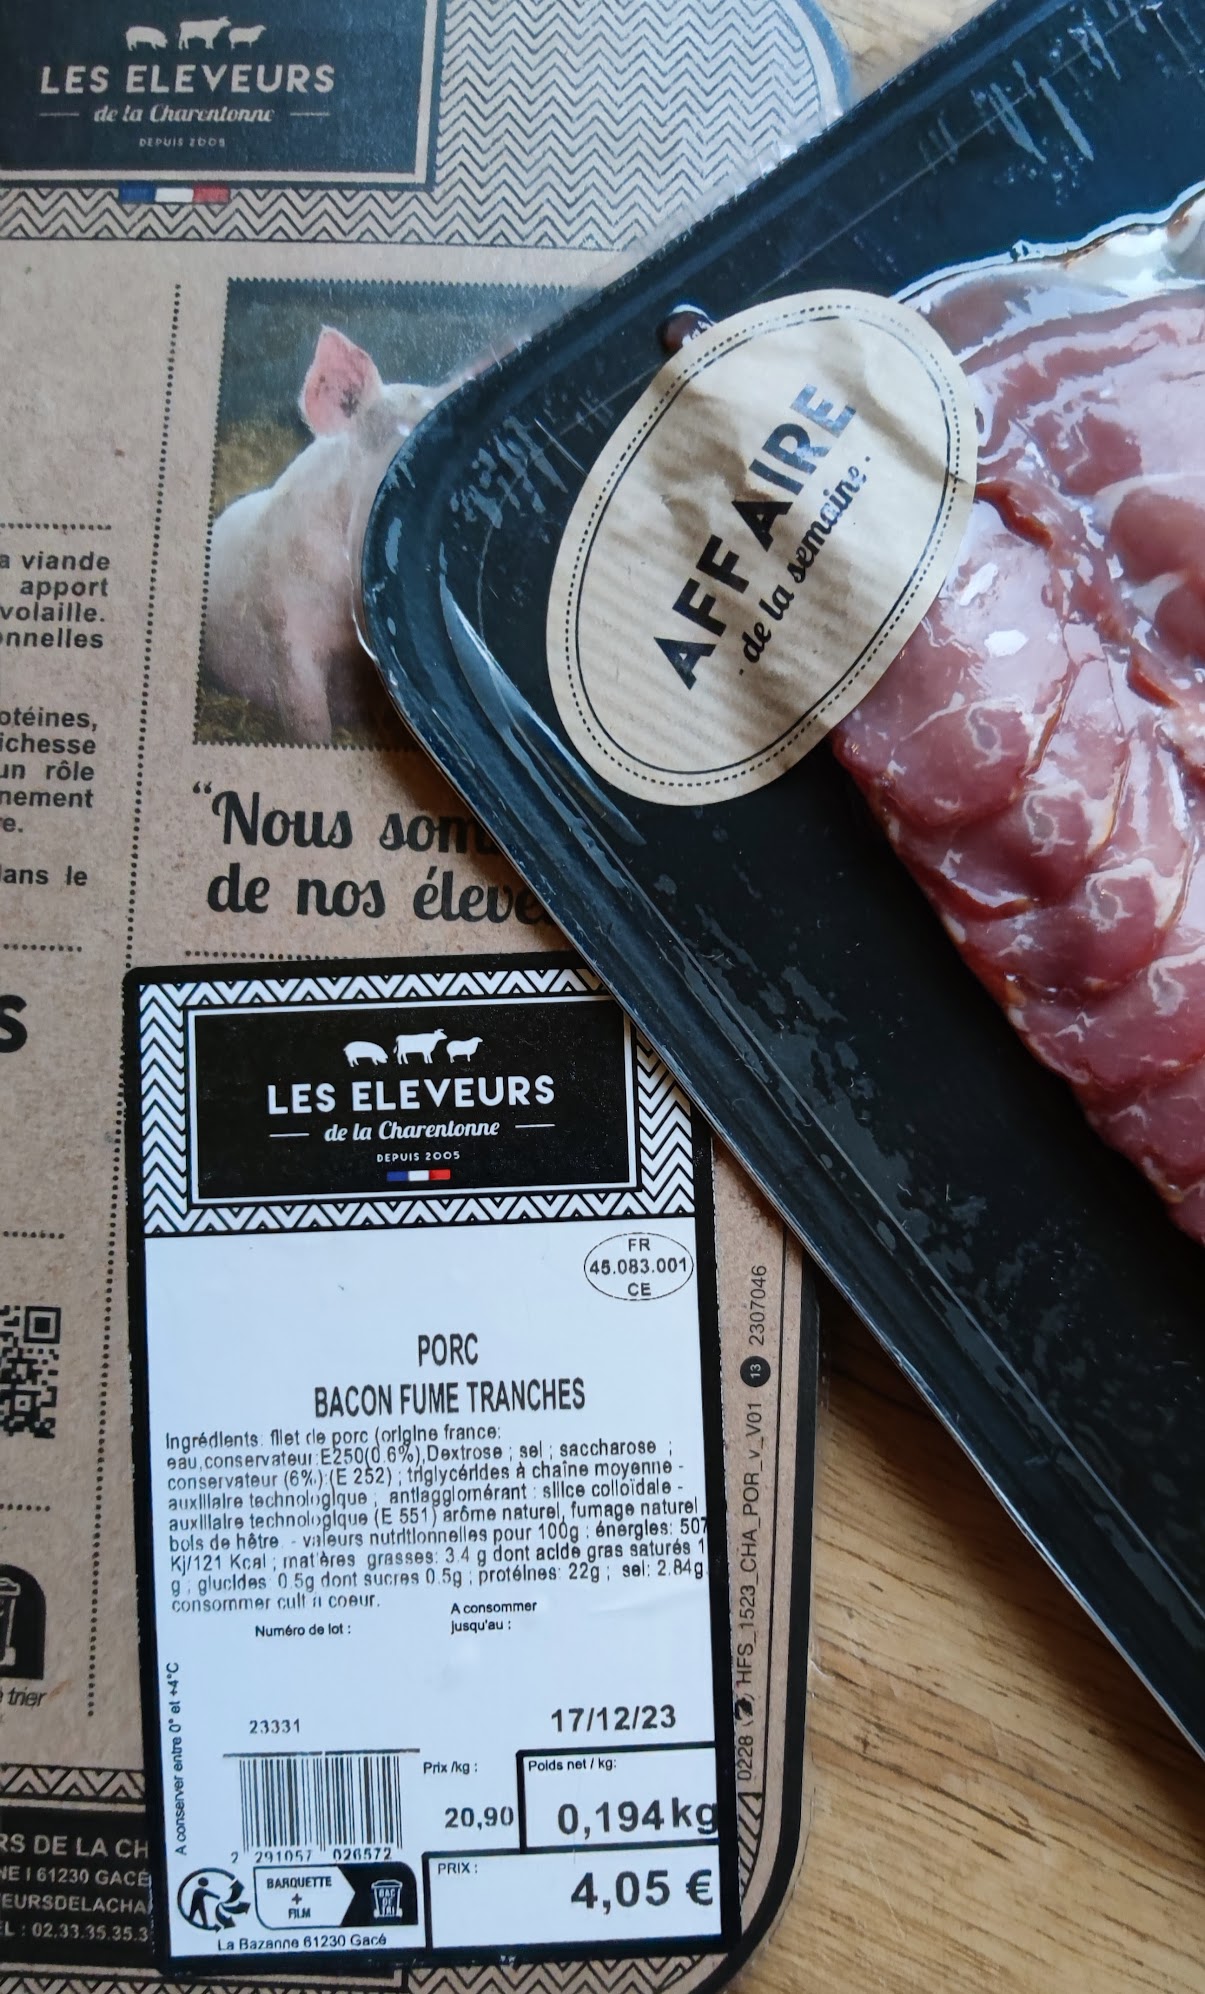 LES ELEVEURS
de la Charentonne
DEPUIS 2005
AFFAIRE
de la semaine
a viande
apport
volaille.
onnelles
otéines,
ichesse
un rôle
nement
re.
dans le
"Nous som
de nos éleve
S
LES ELEVEURS
de la Charentonne
DEPUIS 2005
FR
45.083.001
CE
PORC
BACON FUME TRANCHES
Ingrédients: filet de porc (origine france:
eau,conservateur:E250(0.6%),Dextrose ; sel ; saccharose ;
conservateur (6%):(E 252) ; triglycérides à chaîne moyenne -
auxiliaire technologique ; antiagglomérant : silice colloïdale -
auxiliaire technologique (E 551) arôme naturel, fumage naturel
bois de hêtre. - valeurs nutritionnelles pour 100g : énergies: 507
Kj/121 Kcal ; matières grasses: 3.4 g dont acide gras saturés 1
g ; glucides 0.5g dont sucres 0.5g ; protéines: 22g ; sel: 2.84g.
consommer cuit à coeur.
Numéro de lot :
A consommer
jusqu'au :
23331
17/12/23
A conserver entre 0° et +4°C
Prix /kg :
20,90
Poids net / kg:
0,194 kg
2 291057 026572
PRIX :
4,05 €
BARQUETTE
+
FILM
BAC
DE
TRI
La Bazanne 61230 Gacé
0228 HFS_1523_CHA_POR_v_V01 13 2307046
trier
RS DE LA CH
NE I 61230 GACÉ
EURSDELACHA
EL : 02.33.35.35.3